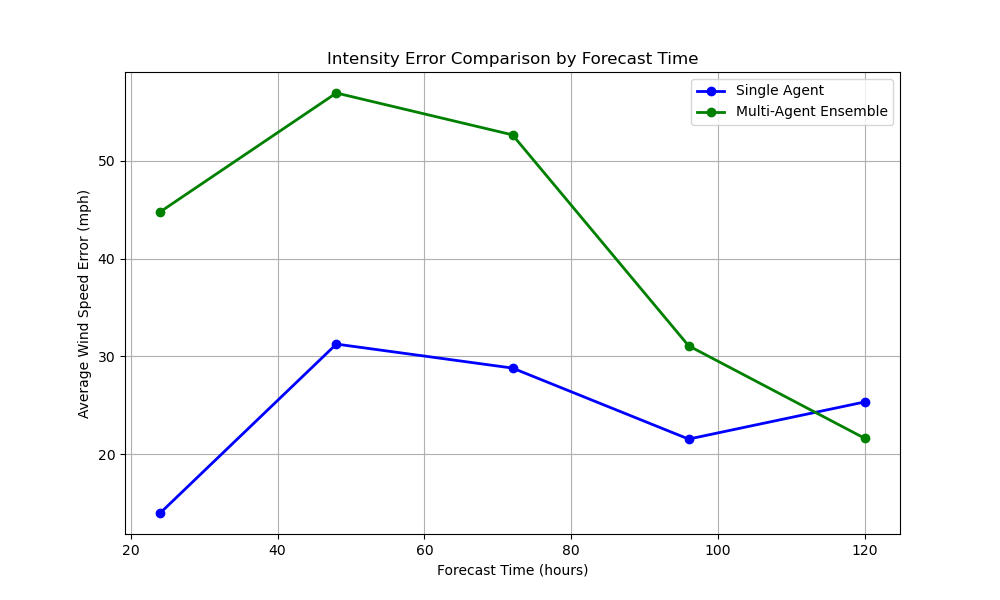 Intensity Error Comparison by Forecast Time
Single Agent
Multi-Agent Ensemble
Average Wind Speed Error (mph)
50
40
30
20
20
40
60
80
100
120
Forecast Time (hours)